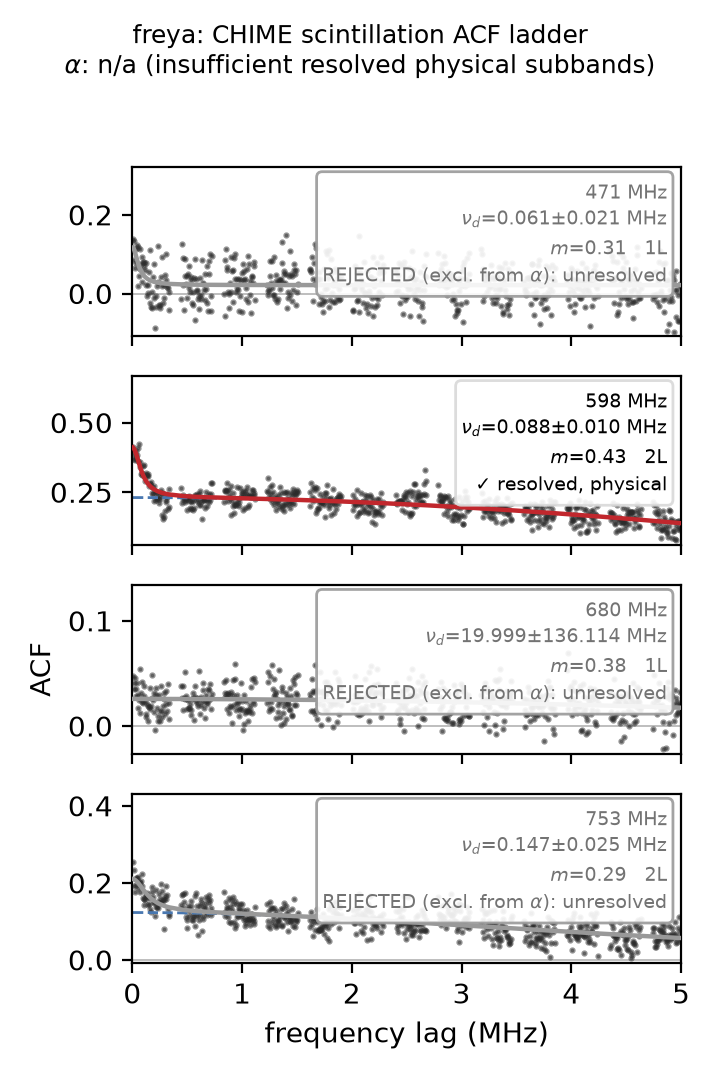 freya: CHIME scintillation ACF ladder
α: n/a (insufficient resolved physical subbands)
0.2
0.0
471 MHz
ν_d=0.061±0.021 MHz
m=0.31 1L
REJECTED (excl. from α): unresolved
0.50
0.25
598 MHz
ν_d=0.088±0.010 MHz
m=0.43 2L
✓ resolved, physical
0.1
0.0
680 MHz
ν_d=19.999±136.114 MHz
m=0.38 1L
REJECTED (excl. from α): unresolved
ACF
0.4
0.2
0.0
753 MHz
ν_d=0.147±0.025 MHz
m=0.29 2L
REJECTED (excl. from α): unresolved
0 1 2 3 4 5
frequency lag (MHz)